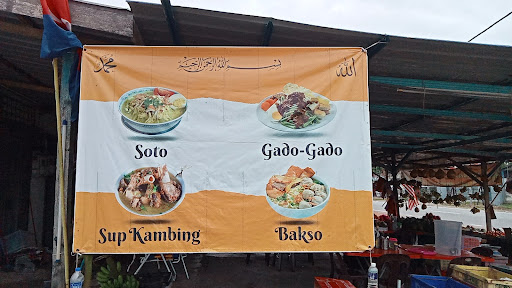 محمد بسم الله الرحمن الرحيم الله
Soto Gado-Gado
Sup Kambing Bakso